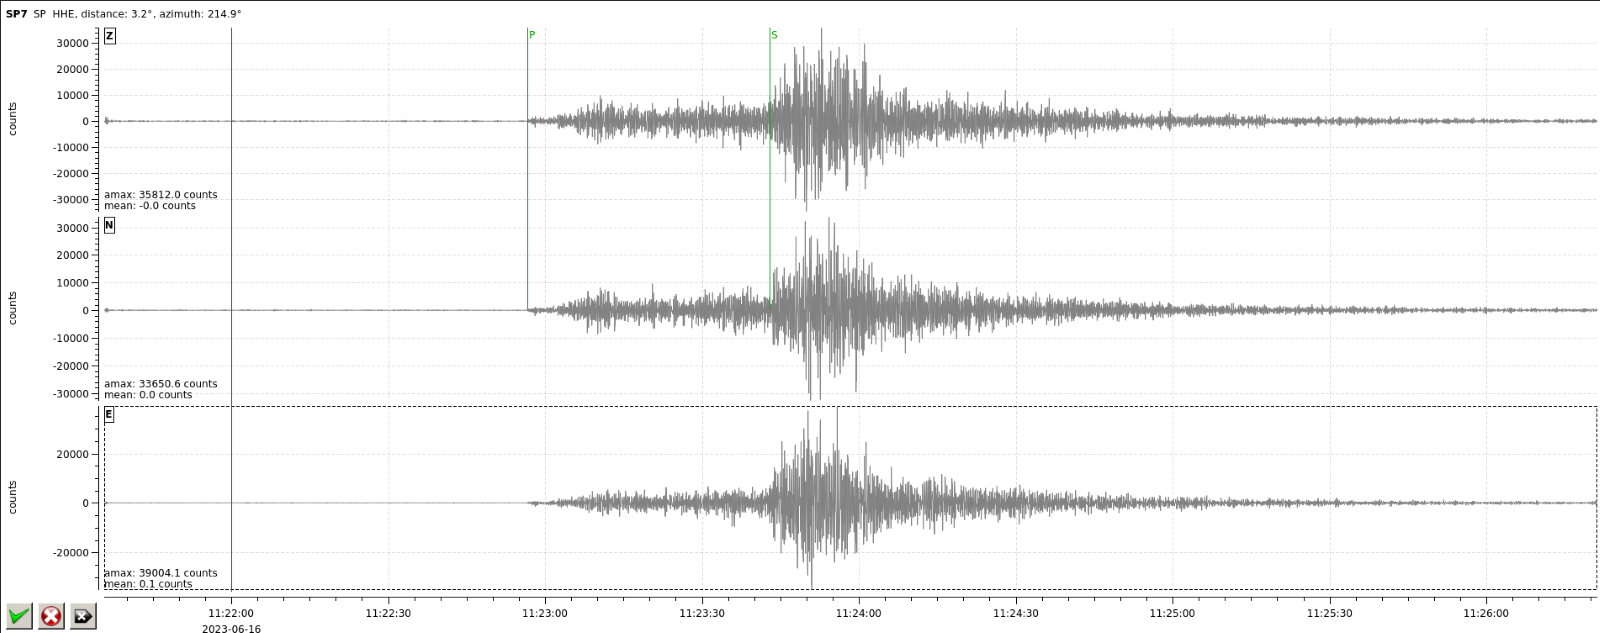 SP7 SP HHE, distance: 3.2°, azimuth: 214.9°
Z
P
S
30000
20000
10000
0
-10000
-20000
-30000
counts
amax: 35812.0 counts
mean: -0.0 counts
N
30000
20000
10000
0
-10000
-20000
-30000
counts
amax: 33650.6 counts
mean: 0.0 counts
E
20000
0
-20000
counts
amax: 39004.1 counts
mean: 0.1 counts
11:22:00 11:22:30 11:23:00 11:23:30 11:24:00 11:24:30 11:25:00 11:25:30 11:26:00
2023-06-16